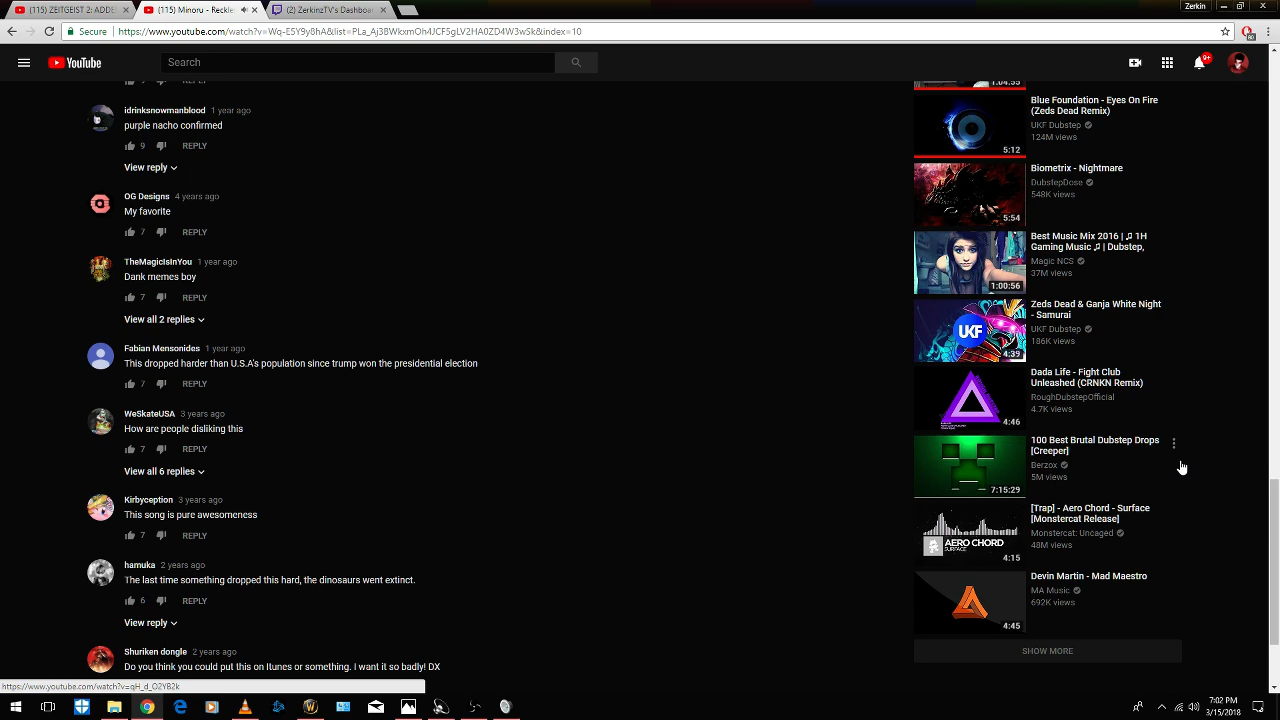 (115) ZEITGEIST 2: ADDE
(115) Minoru - Reckles
(2) ZerkinzTV's Dashboa
Zerkin
Secure
https://www.youtube.com/watch?v=Wq-E5Y9y8hA&list=PLa_Aj3BWkxmOh4JCF5gLV2HA0ZD4W3wSk&index=10
YouTube
Search
9+
idrinksnowmanblood 1 year ago
purple nacho confirmed
9 REPLY
View reply
OG Designs 4 years ago
My favorite
7 REPLY
TheMagicIsInYou 1 year ago
Dank memes boy
7 REPLY
View all 2 replies
Fabian Mensonides 1 year ago
This dropped harder than U.S.A's population since trump won the presidential election
7 REPLY
WeSkateUSA 3 years ago
How are people disliking this
7 REPLY
View all 6 replies
Kirbyception 3 years ago
This song is pure awesomeness
7 REPLY
hamuka 2 years ago
The last time something dropped this hard, the dinosaurs went extinct.
6 REPLY
View reply
Shuriken dongle 2 years ago
Do you think you could put this on Itunes or something. I want it so badly! DX
https://www.youtube.com/watch?v=qH_d_O2YB2k
1:04:55
Blue Foundation - Eyes On Fire
(Zeds Dead Remix)
UKF Dubstep
124M views
5:12
Biometrix - Nightmare
DubstepDose
548K views
5:54
Best Music Mix 2016 | ♫ 1H
Gaming Music ♫ | Dubstep,
Magic NCS
37M views
1:00:56
Zeds Dead & Ganja White Night
- Samurai
UKF Dubstep
186K views
UKF
4:39
Dada Life - Fight Club
Unleashed (CRNKN Remix)
RoughDubstepOfficial
4.7K views
4:46
100 Best Brutal Dubstep Drops
[Creeper]
Berzox
5M views
7:15:29
[Trap] - Aero Chord - Surface
[Monstercat Release]
Monstercat: Uncaged
48M views
AERO CHORD
SURFACE
4:15
Devin Martin - Mad Maestro
MA Music
692K views
4:45
SHOW MORE
7:02 PM
3/15/2018